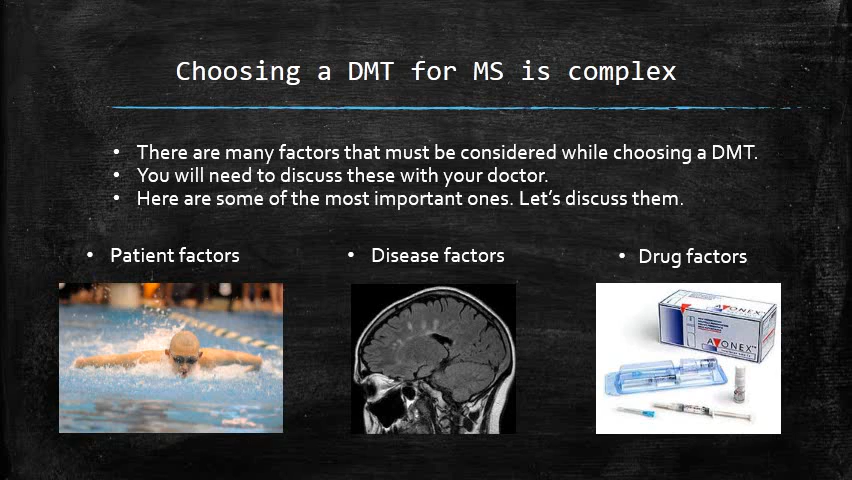 Choosing a DMT for MS is complex
• There are many factors that must be considered while choosing a DMT.
• You will need to discuss these with your doctor.
• Here are some of the most important ones. Let's discuss them.
• Patient factors
• Disease factors
• Drug factors
AVONEX
AVONEX